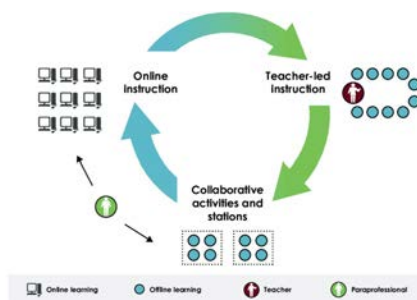 Online
instruction
Teacher-led
instruction
Collaborative
activities and
stations
Online learning
Offline learning
Teacher
Paraprofessional